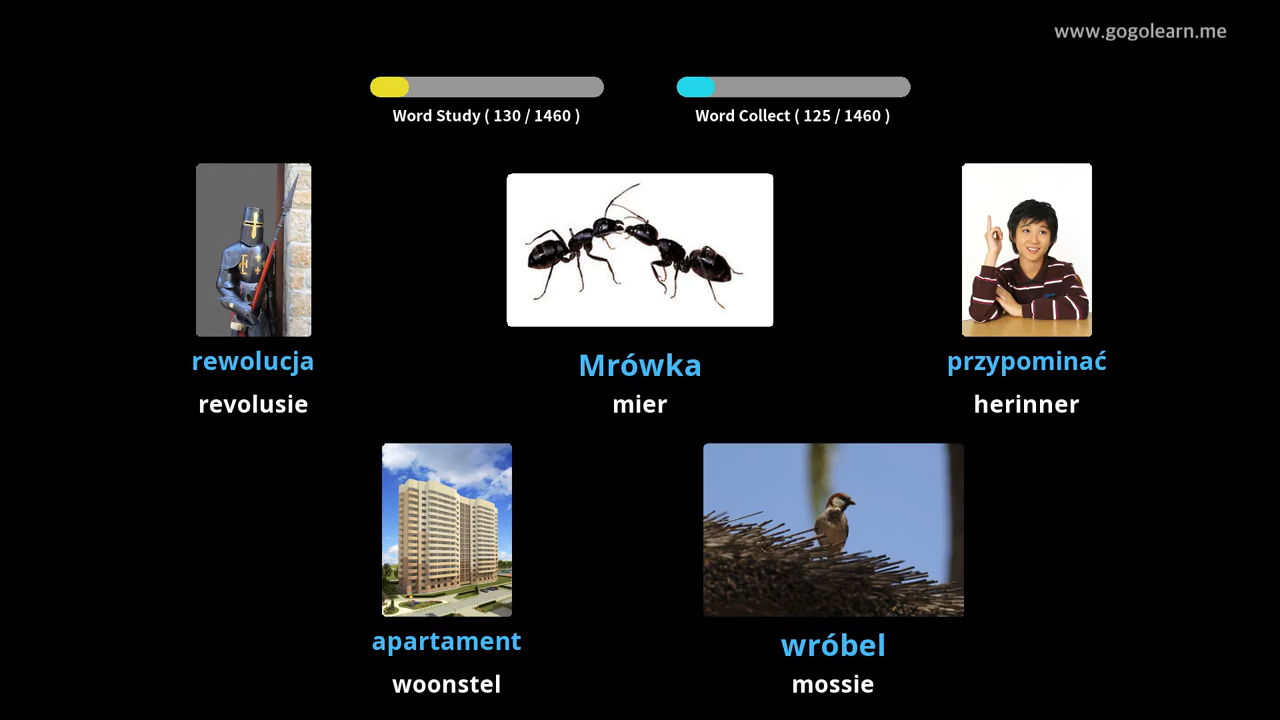 www.gogolearn.me
Word Study ( 130 / 1460 )
Word Collect ( 125 / 1460 )
rewolucja
revolusie
Mrówka
mier
przypominać
herinner
apartament
woonstel
wróbel
mossie